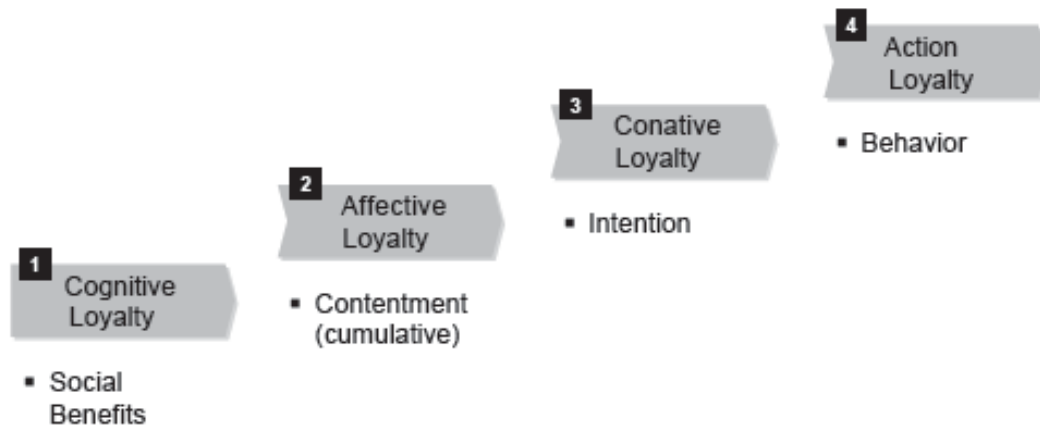 1
Cognitive
Loyalty
▪ Social
Benefits
2
Affective
Loyalty
▪ Contentment
(cumulative)
3
Conative
Loyalty
▪ Intention
4
Action
Loyalty
▪ Behavior